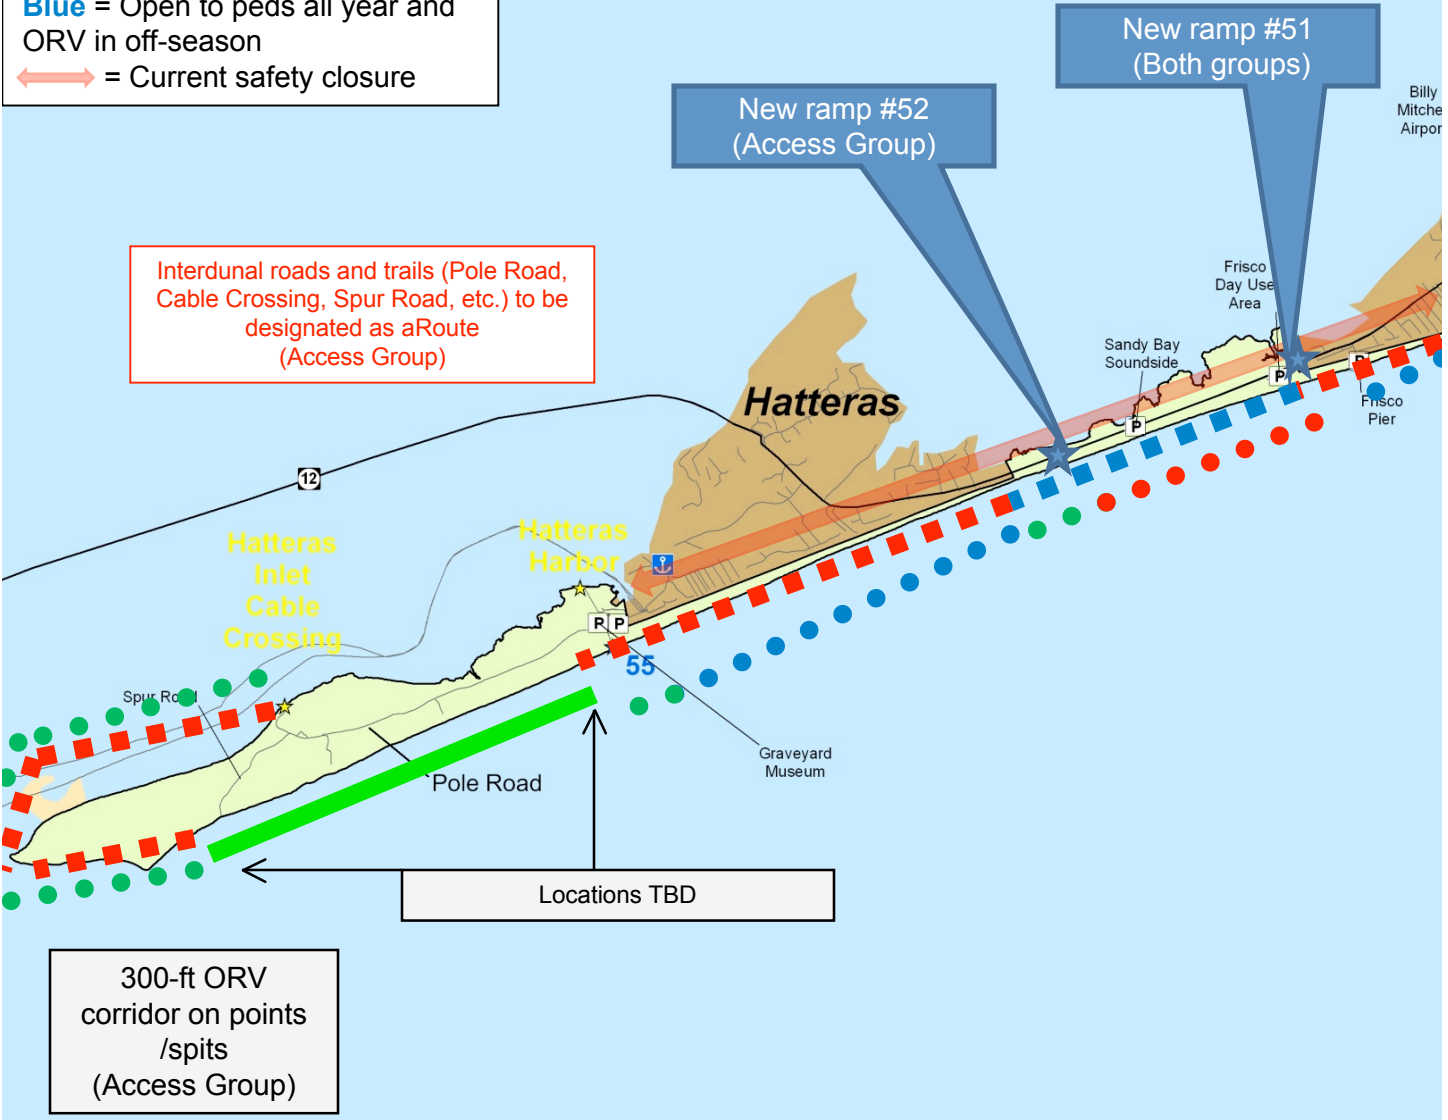 Blue = Open to peds all year and
ORV in off-season
= Current safety closure
New ramp #51
(Both groups)
New ramp #52
(Access Group)
Billy
Mitche
Airpor
Interdunal roads and trails (Pole Road,
Cable Crossing, Spur Road, etc.) to be
designated as aRoute
(Access Group)
Frisco
Day Use
Area
Sandy Bay
Soundside
Hatteras
P
P
P
Frisco
Pier
12
Hatteras
Harbor
Hatteras
Inlet
Cable
Crossing
P P
55
Spur Road
Graveyard
Museum
Pole Road
Locations TBD
300-ft ORV
corridor on points
/spits
(Access Group)